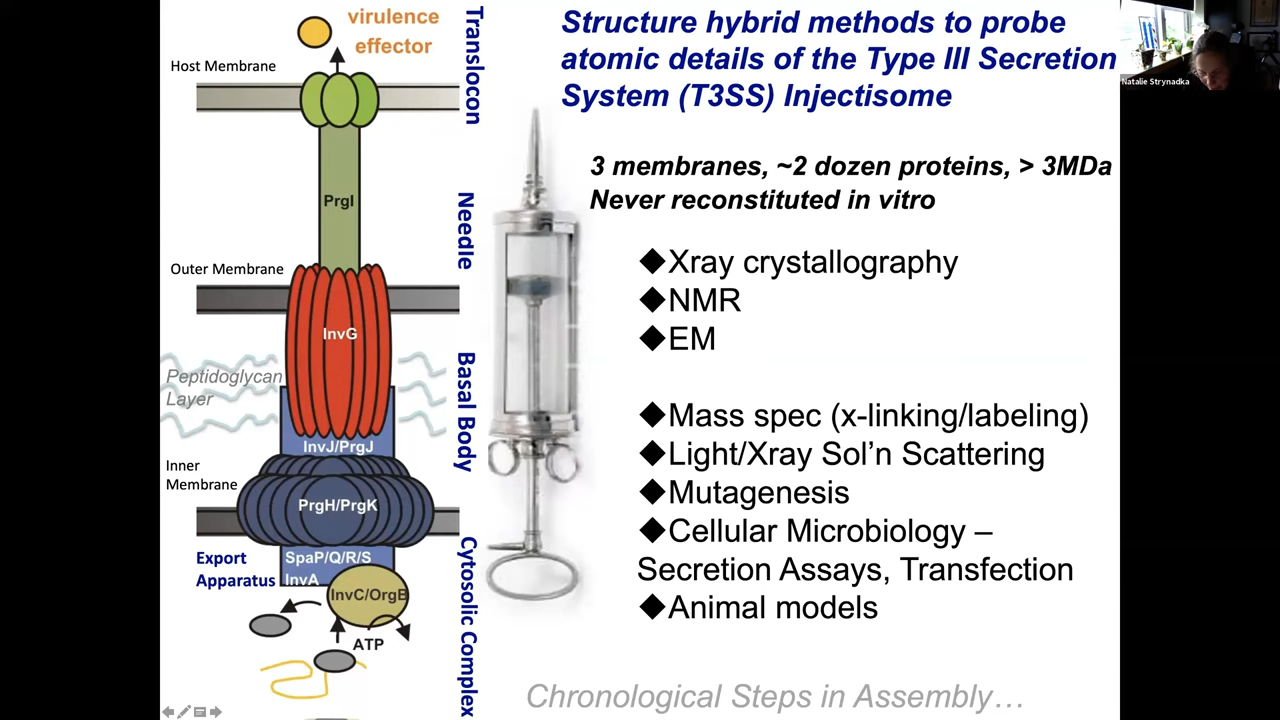 virulence
effector
Host Membrane
Translocon
PrgI
Needle
Outer Membrane
InvG
Peptidoglycan
Layer
Basal Body
InvJ/PrgJ
Inner
Membrane
PrgH/PrgK
Export
Apparatus
SpaP/Q/R/S
InvA
InvC/OrgB
ATP
Cytosolic Complex
Structure hybrid methods to probe
atomic details of the Type III Secretion
System (T3SS) Injectisome
3 membranes, ~2 dozen proteins, > 3MDa
Never reconstituted in vitro
◆Xray crystallography
◆NMR
◆EM
◆Mass spec (x-linking/labeling)
◆Light/Xray Sol’n Scattering
◆Mutagenesis
◆Cellular Microbiology –
Secretion Assays, Transfection
◆Animal models
Chronological Steps in Assembly…
Natalie Strynadka